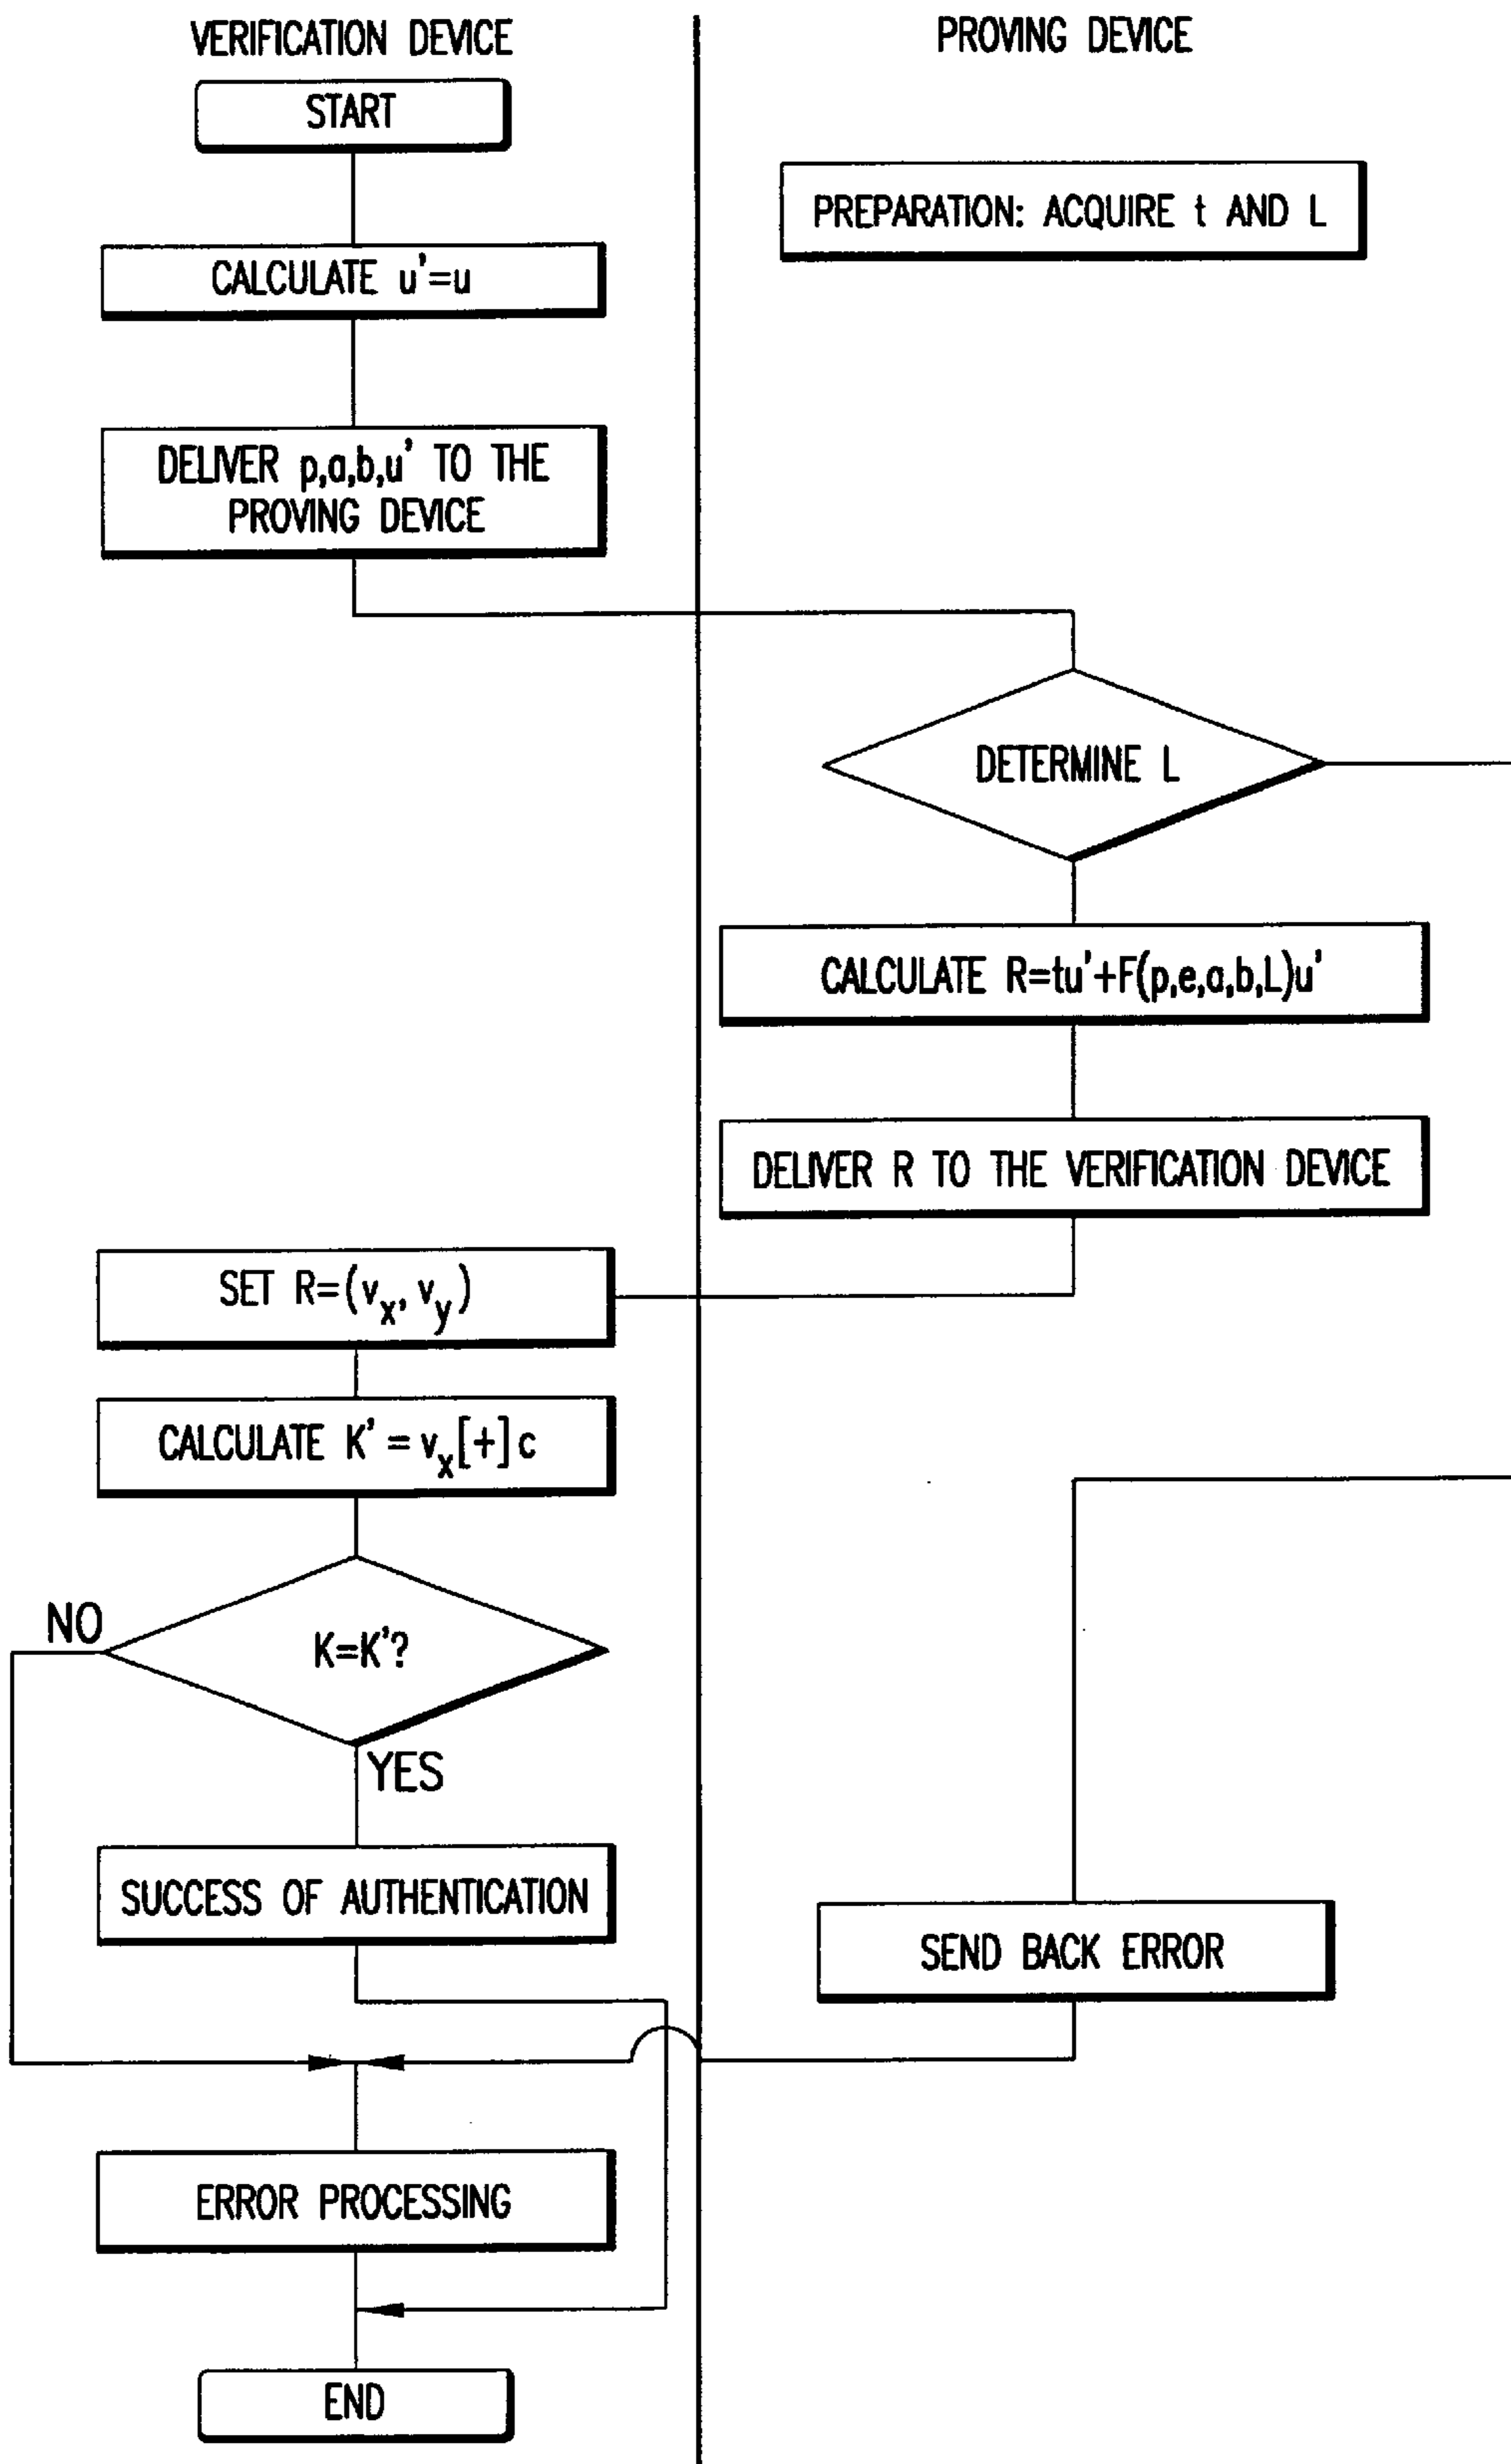 VERIFICATION DEVICE
PROVING DEVICE
START
PREPARATION: ACQUIRE t AND L
CALCULATE u'=u
DELIVER p,a,b,u' TO THE
PROVING DEVICE
DETERMINE L
CALCULATE R=tu'+F(p,e,a,b,L)u'
DELIVER R TO THE VERIFICATION DEVICE
SET R=(vx, vy)
CALCULATE K'=vx[+]c
NO
K=K'?
YES
SUCCESS OF AUTHENTICATION
SEND BACK ERROR
ERROR PROCESSING
END